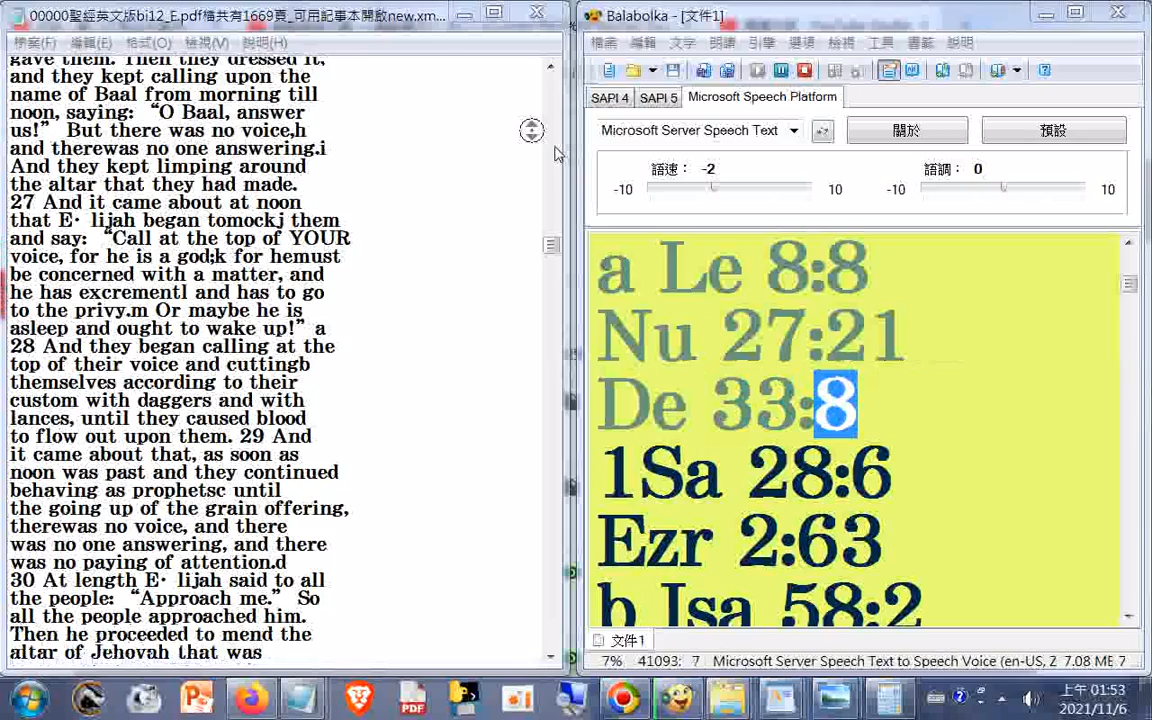 00000聖經英文版bi12_E.pdf檔共有1669頁_可用記事本開啟new.xm...
檔案(F) 編輯(E) 格式(O) 檢視(V) 說明(H)
gave them. Then they dressed it,
and they kept calling upon the
name of Baal from morning till
noon, saying: “O Baal, answer
us!” But there was no voice,h
and therewas no one answering.i
And they kept limping around
the altar that they had made.
27 And it came about at noon
that E· lijah began tomockj them
and say: “Call at the top of YOUR
voice, for he is a god;k for hemust
be concerned with a matter, and
he has excrementl and has to go
to the privy.m Or maybe he is
asleep and ought to wake up!” a
28 And they began calling at the
top of their voice and cuttingb
themselves according to their
custom with daggers and with
lances, until they caused blood
to flow out upon them. 29 And
it came about that, as soon as
noon was past and they continued
behaving as prophetsc until
the going up of the grain offering,
therewas no voice, and there
was no one answering, and there
was no paying of attention.d
30 At length E· lijah said to all
the people: “Approach me.” So
all the people approached him.
Then he proceeded to mend the
altar of Jehovah that was
Balabolka - [文件1]
檔案 編輯 文字 朗讀 引擎 選項 檢視 工具 書籤 說明
SAPI 4 SAPI 5 Microsoft Speech Platform
Microsoft Server Speech Text 關於 預設
語速： -2 語調： 0
-10 10 -10 10
a Le 8:8
Nu 27:21
De 33:8
1Sa 28:6
Ezr 2:63
b Isa 58:2
文件1
7% 41093: 7 Microsoft Server Speech Text to Speech Voice (en-US, 2 7.08 MB 7
PDF
上午 01:53
2021/11/6